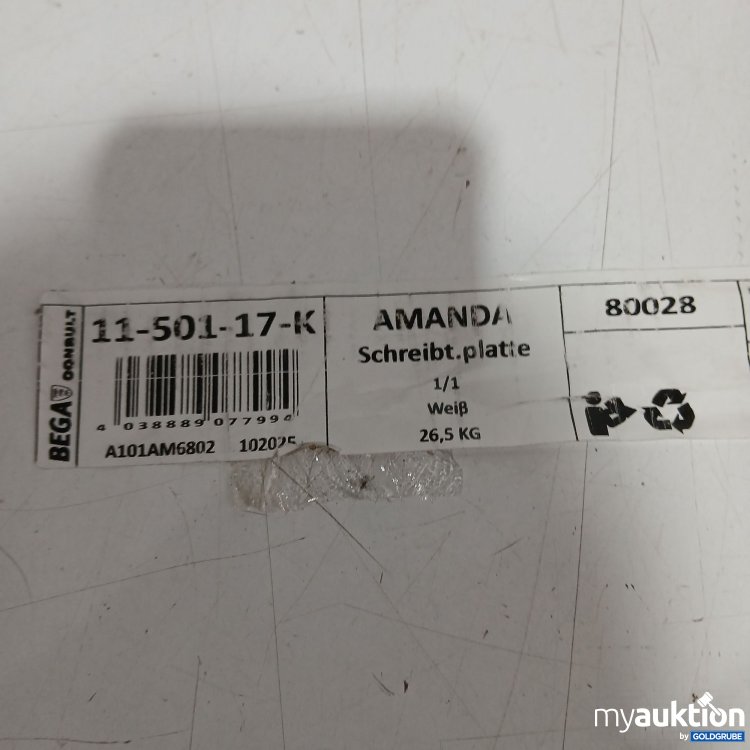 BEGA CONSULT
11-501-17-K
4 038889 077994
A101AM6802 102025
AMANDA
Schreibt.platte
1/1
Weiß
26,5 KG
80028
myauktion
by GOLDGRUBE